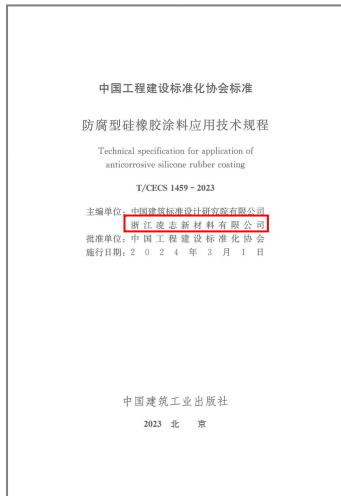 中国工程建设标准化协会标准
防腐型硅橡胶涂料应用技术规程
Technical specification for application of
anticorrosive silicone rubber coating
T/CECS 1459－2023
主编单位：中国建筑标准设计研究院有限公司
浙江凌志新材料有限公司
批准单位：中国工程建设标准化协会
施行日期：2024年3月1日
中国建筑工业出版社
2023 北 京